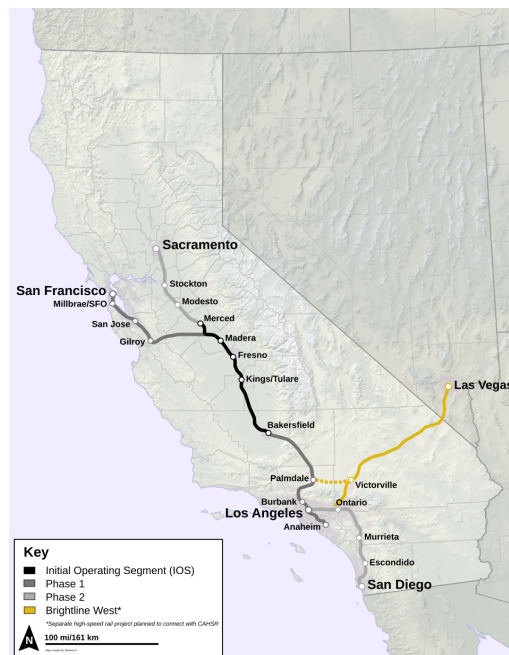 Sacramento
Stockton
San Francisco
Millbrae/SFO
Modesto
Merced
San Jose
Madera
Gilroy
Fresno
Kings/Tulare
Las Vegas
Bakersfield
Palmdale
Victorville
Burbank
Ontario
Los Angeles
Anaheim
Murrieta
Escondido
San Diego
Key
Initial Operating Segment (IOS)
Phase 1
Phase 2
Brightline West*
*Separate high-speed rail project planned to connect with CAHSR
N
100 mi/161 km